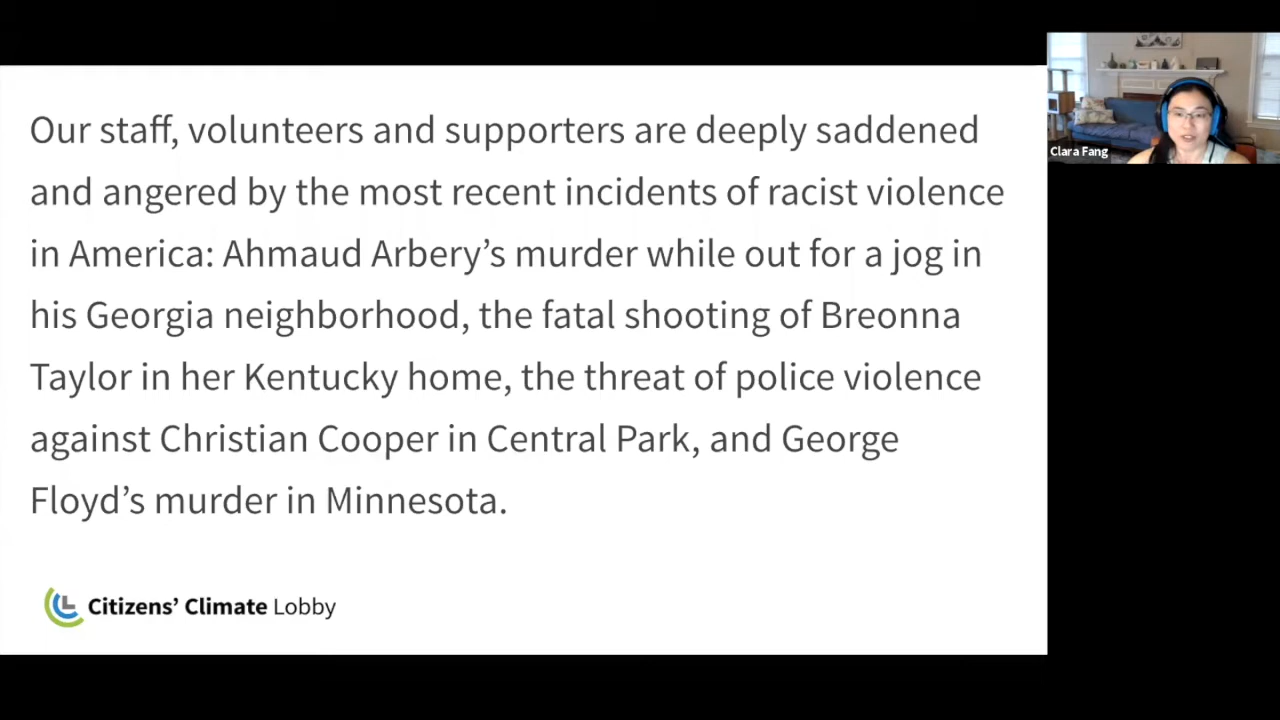 Our staff, volunteers and supporters are deeply saddened
and angered by the most recent incidents of racist violence
in America: Ahmaud Arbery’s murder while out for a jog in
his Georgia neighborhood, the fatal shooting of Breonna
Taylor in her Kentucky home, the threat of police violence
against Christian Cooper in Central Park, and George
Floyd’s murder in Minnesota.
Citizens’ Climate Lobby
Clara Fang